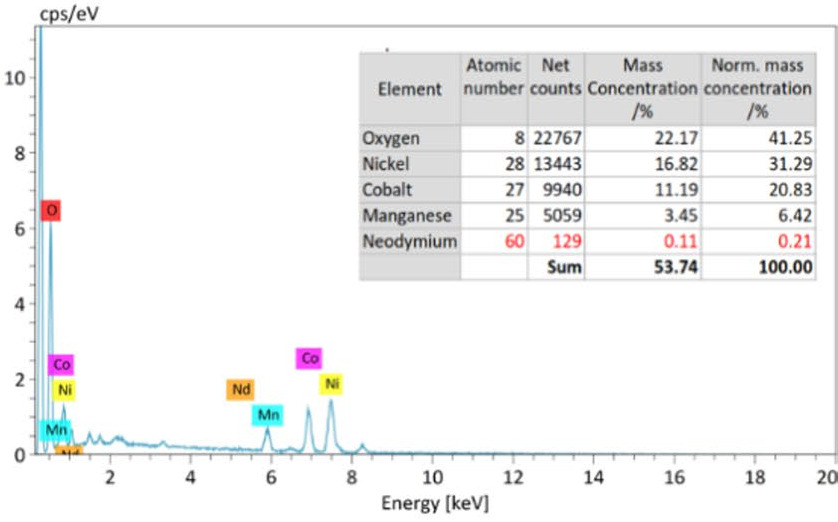 cps/eV
Atomic Net Mass Norm. mass
Element number counts Concentration concentration
/% /%
Oxygen 8 22767 22.17 41.25
Nickel 28 13443 16.82 31.29
Cobalt 27 9940 11.19 20.83
Manganese 25 5059 3.45 6.42
Neodymium 60 129 0.11 0.21
Sum 53.74 100.00
10
8
6
4
2
0
O
Co
Ni
Mn
Nd
Mn
Co
Ni
2 4 6 8 10 12 14 16 18 20
Energy [keV]